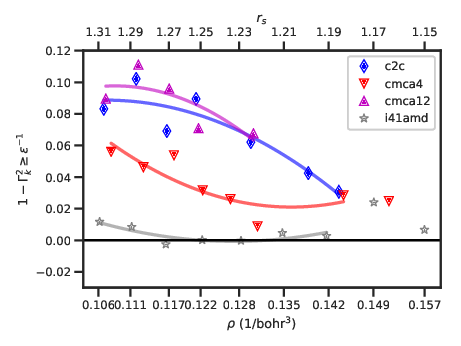 r_s
1.31 1.29 1.27 1.25 1.23 1.21 1.19 1.17 1.15
0.12
0.10
0.08
0.06
0.04
0.02
0.00
−0.02
1 − Γ_k^2 ≥ ε^{-1}
c2c
cmca4
cmca12
i41amd
0.106 0.111 0.117 0.122 0.128 0.135 0.142 0.149 0.157
ρ (1/bohr^3)